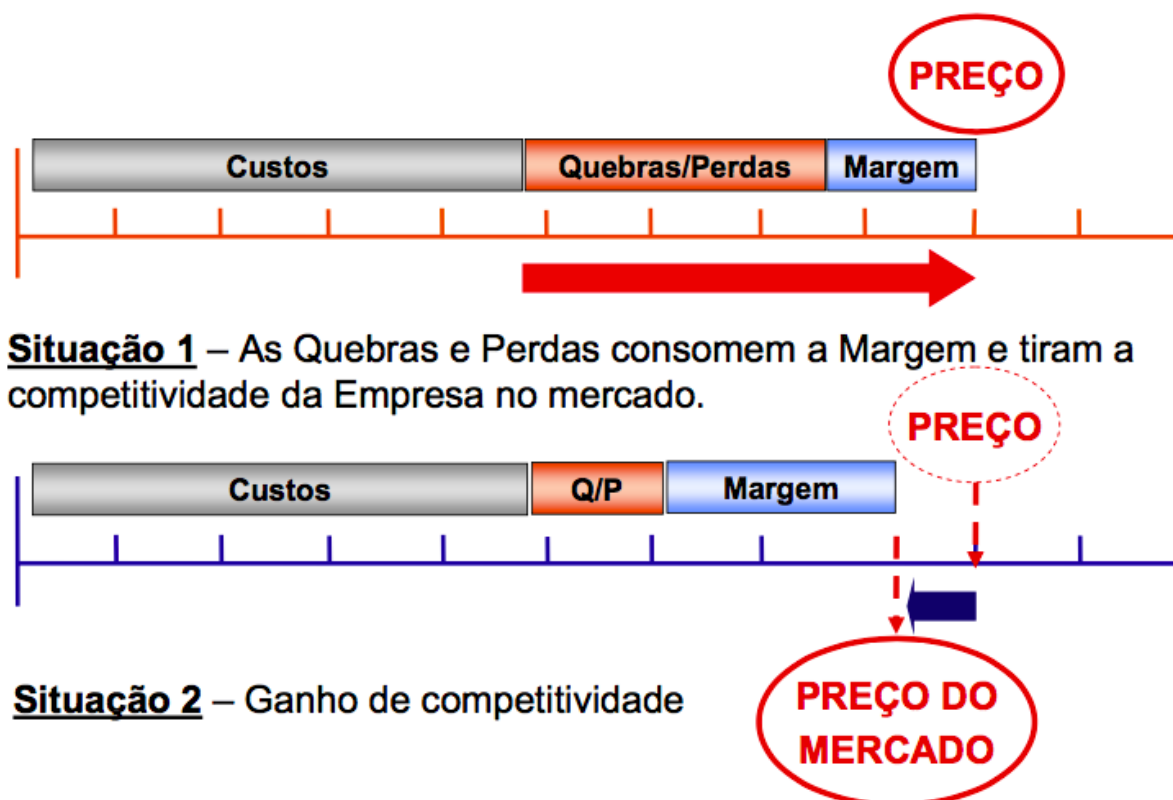 PREÇO
Custos Quebras/Perdas Margem
Situação 1 – As Quebras e Perdas consomem a Margem e tiram a
competitividade da Empresa no mercado.
PREÇO
Custos Q/P Margem
Situação 2 – Ganho de competitividade
PREÇO DO
MERCADO